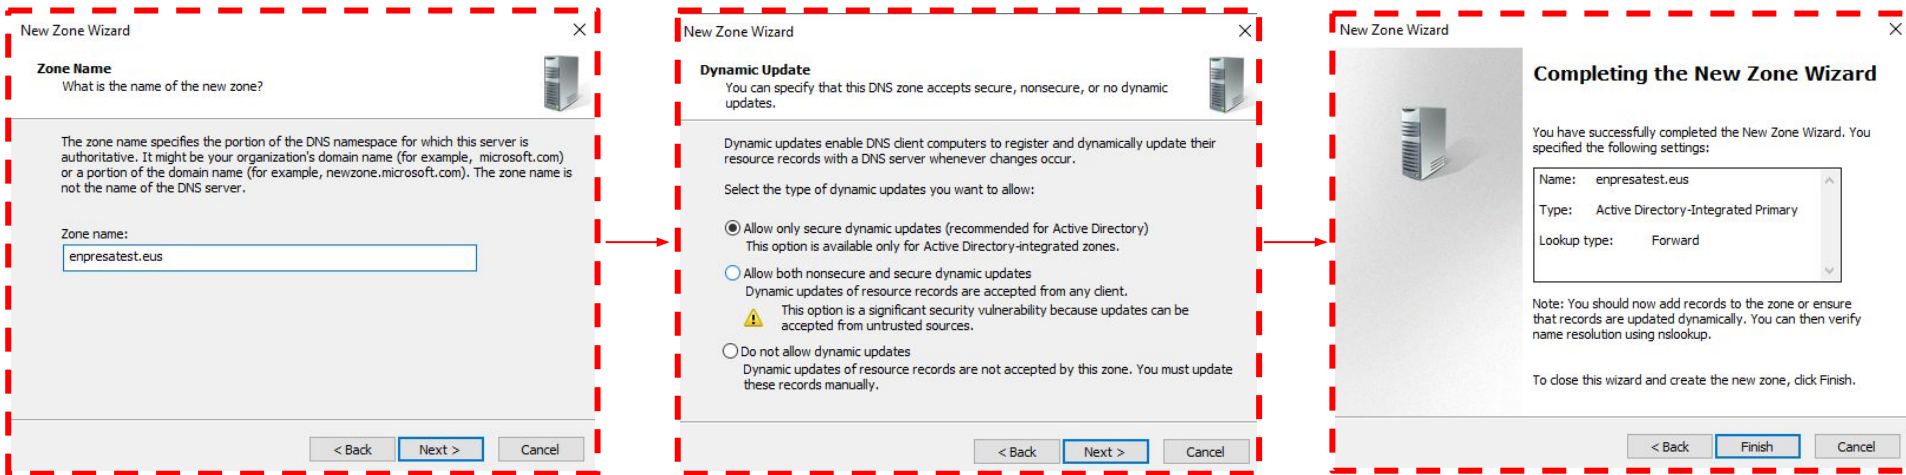 New Zone Wizard
Zone Name
What is the name of the new zone?
The zone name specifies the portion of the DNS namespace for which this server is
authoritative. It might be your organization's domain name (for example, microsoft.com)
or a portion of the domain name (for example, newzone.microsoft.com). The zone name is
not the name of the DNS server.
Zone name:
enpresatest.eus
< Back
Next >
Cancel
New Zone Wizard
Dynamic Update
You can specify that this DNS zone accepts secure, nonsecure, or no dynamic
updates.
Dynamic updates enable DNS client computers to register and dynamically update their
resource records with a DNS server whenever changes occur.
Select the type of dynamic updates you want to allow:
Allow only secure dynamic updates (recommended for Active Directory)
This option is available only for Active Directory-integrated zones.
Allow both nonsecure and secure dynamic updates
Dynamic updates of resource records are accepted from any client.
This option is a significant security vulnerability because updates can be
accepted from untrusted sources.
Do not allow dynamic updates
Dynamic updates of resource records are not accepted by this zone. You must update
these records manually.
< Back
Next >
Cancel
New Zone Wizard
Completing the New Zone Wizard
You have successfully completed the New Zone Wizard. You
specified the following settings:
Name: enpresatest.eus
Type: Active Directory-Integrated Primary
Lookup type: Forward
Note: You should now add records to the zone or ensure
that records are updated dynamically. You can then verify
name resolution using nslookup.
To close this wizard and create the new zone, click Finish.
< Back
Finish
Cancel